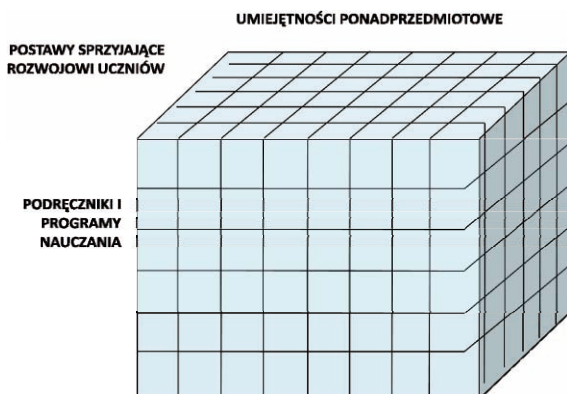 UMIEJĘTNOŚCI PONADPRZEDMIOTOWE
POSTAWY SPRZYJAJĄCE
ROZWOJOWI UCZNIÓW
PODRĘCZNIKI I
PROGRAMY
NAUCZANIA